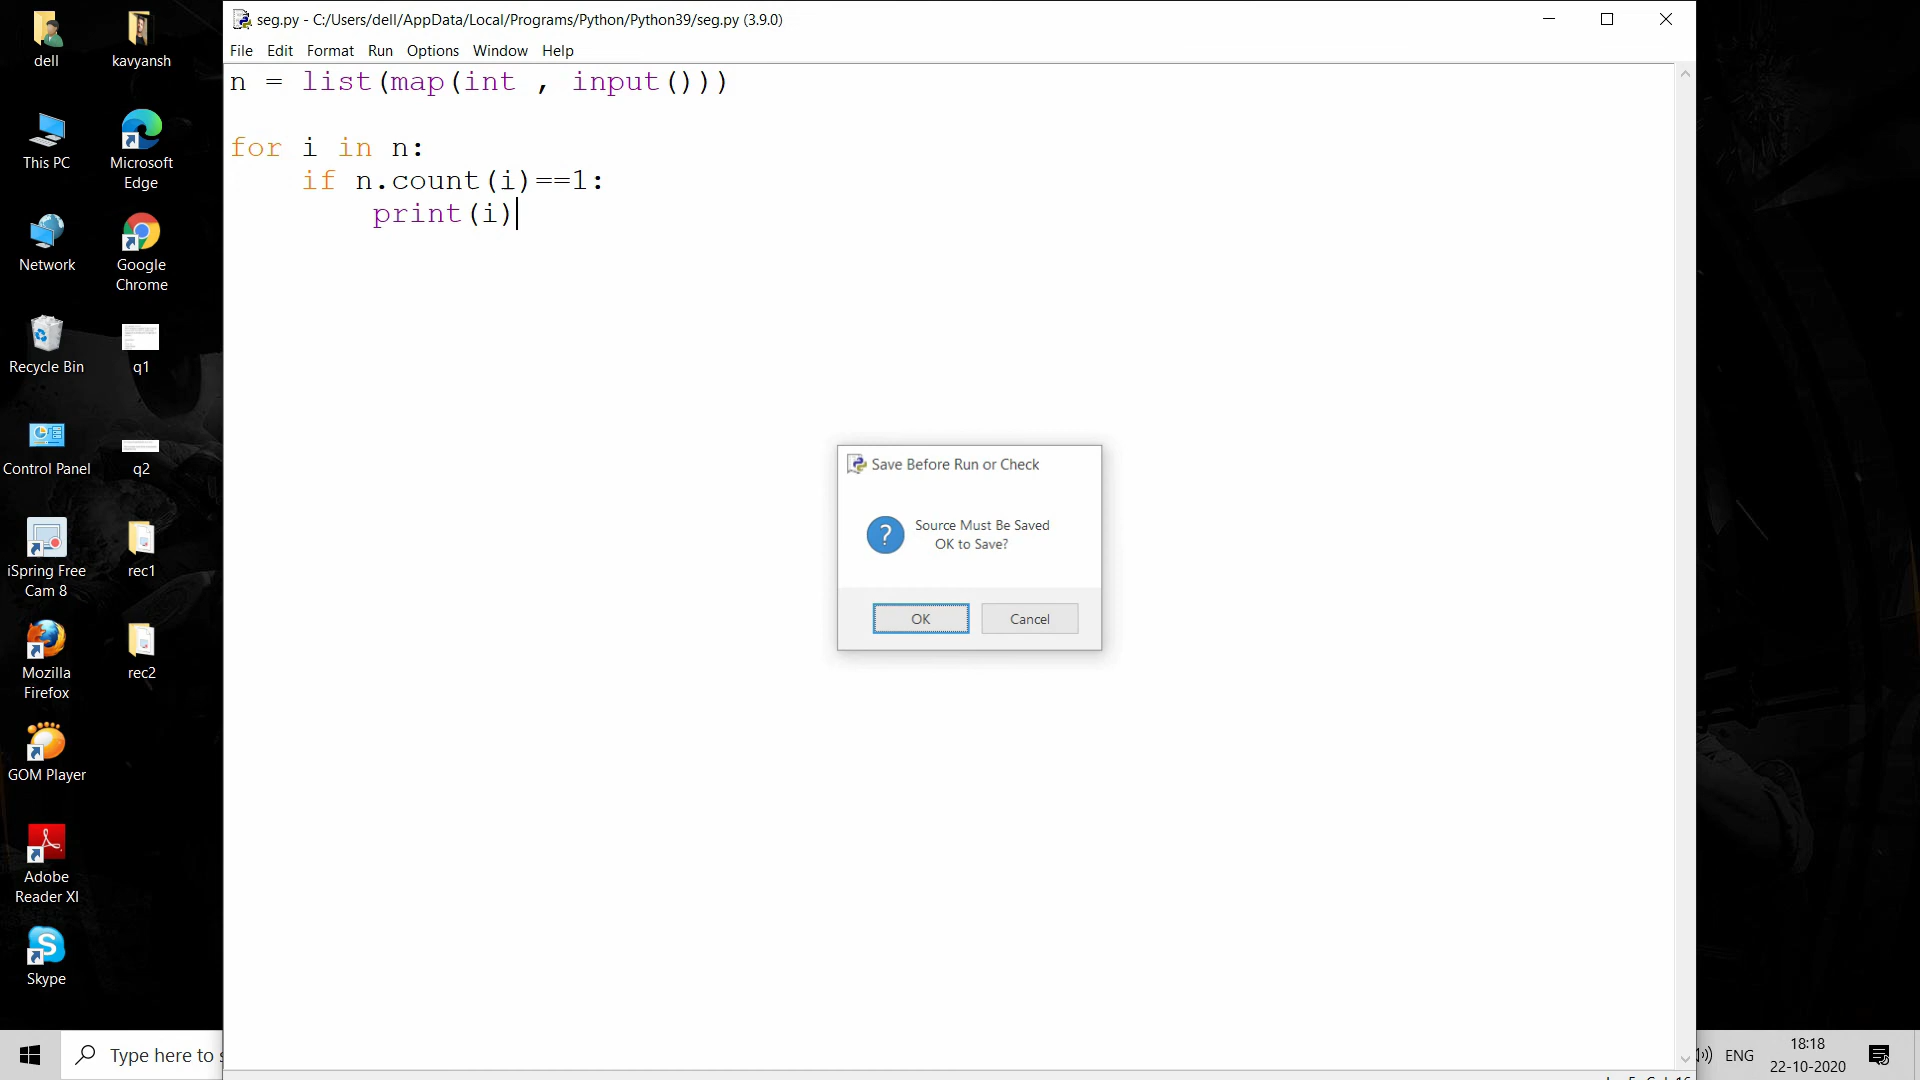 seg.py - C:/Users/dell/AppData/Local/Programs/Python/Python39/seg.py (3.9.0)
File Edit Format Run Options Window Help
n = list(map(int , input()))
for i in n:
if n.count(i)==1:
print(i)
Save Before Run or Check
?
Source Must Be Saved
OK to Save?
OK Cancel
dell
kavyansh
This PC
Microsoft
Edge
Network
Google
Chrome
Recycle Bin
q1
Control Panel
q2
iSpring Free
Cam 8
rec1
Mozilla
Firefox
rec2
GOM Player
Adobe
Reader XI
S
Skype
Type here to
ENG
18:18
22-10-2020